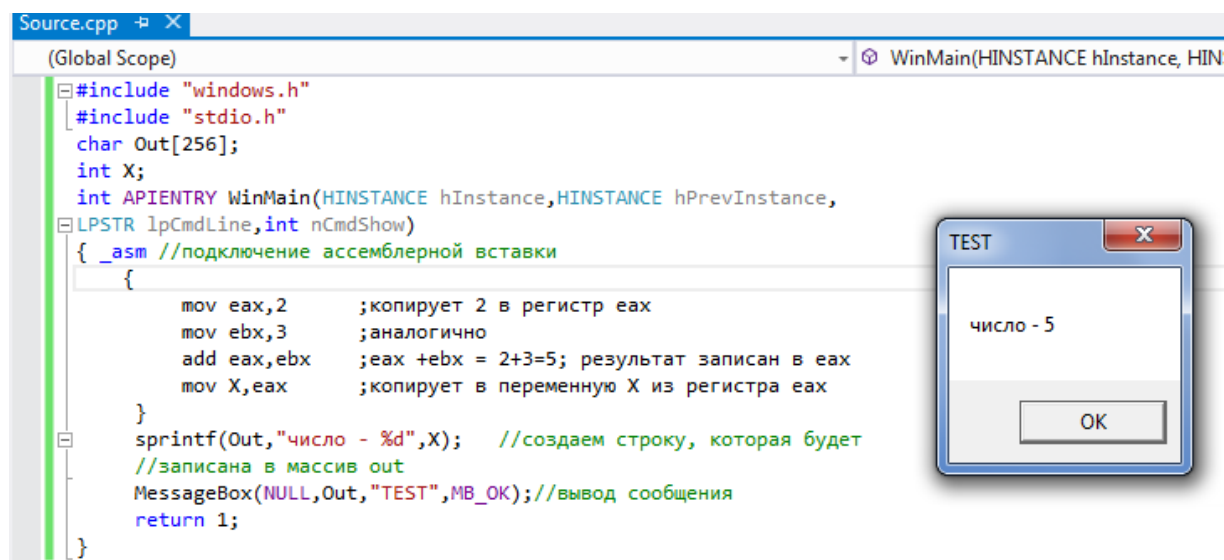 Source.cpp
(Global Scope) WinMain(HINSTANCE hInstance, HINS
#include "windows.h"
#include "stdio.h"
char Out[256];
int X;
int APIENTRY WinMain(HINSTANCE hInstance,HINSTANCE hPrevInstance,
LPSTR lpCmdLine,int nCmdShow)
{ _asm //подключение ассемблерной вставки
{
mov eax,2 ;копирует 2 в регистр eax
mov ebx,3 ;аналогично
add eax,ebx ;eax +ebx = 2+3=5; результат записан в eax
mov X,eax ;копирует в переменную X из регистра eax
}
sprintf(Out,"число - %d",X); //создаем строку, которая будет
//записана в массив out
MessageBox(NULL,Out,"TEST",MB_OK);//вывод сообщения
return 1;
}
TEST
число - 5
OK